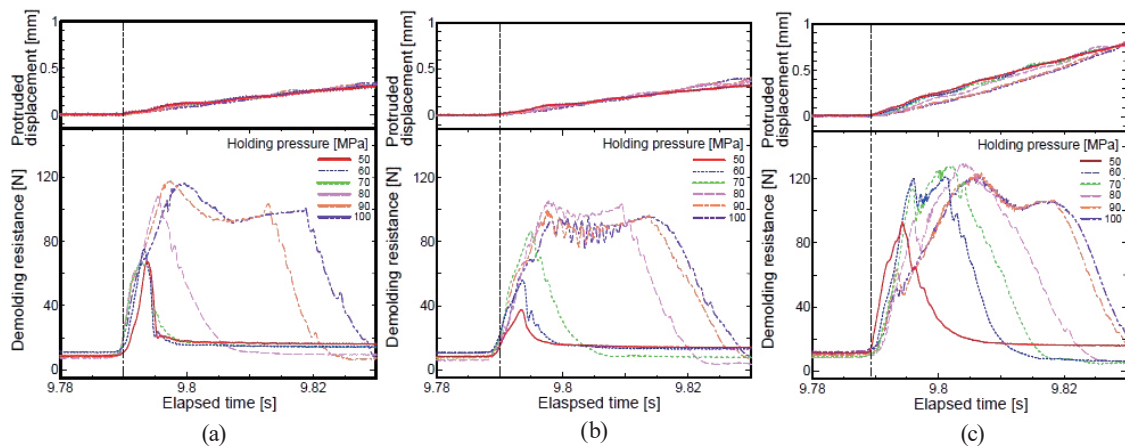 Protruded displacement [mm]
1
0.5
0
Demolding resistance [N]
120
80
40
0
Holding pressure [MPa]
50
60
70
80
90
100
9.78 9.8 9.82
Elapsed time [s]
(a)
Protruded displacement [mm]
1
0.5
0
Demolding resistance [N]
120
80
40
0
Holding pressure [MPa]
50
60
70
80
90
100
9.78 9.8 9.82
Elaspsed time [s]
(b)
Protruded displacement [mm]
1
0.5
0
Demolding resistance [N]
120
80
40
0
Holding pressure [MPa]
50
60
70
80
90
100
9.78 9.8 9.82
Elapsed time [s]
(c)